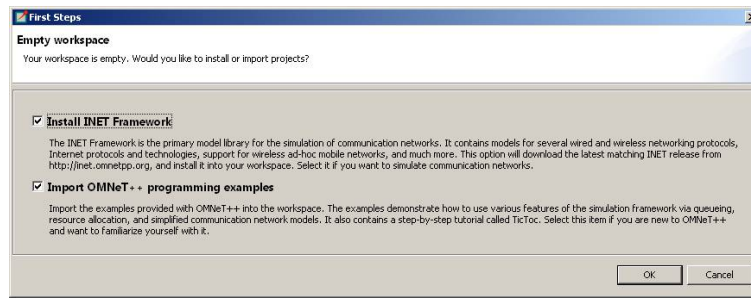 First Steps
Empty workspace
Your workspace is empty. Would you like to install or import projects?
Install INET Framework
The INET Framework is the primary model library for the simulation of communication networks. It contains models for several wired and wireless networking protocols,
Internet protocols and technologies, support for wireless ad-hoc mobile networks, and much more. This option will download the latest matching INET release from
http://inet.omnetpp.org, and install it into your workspace. Select it if you want to simulate communication networks.
Import OMNeT++ programming examples
Import the examples provided with OMNeT++ into the workspace. The examples demonstrate how to use various features of the simulation framework via queueing,
resource allocation, and simplified communication network models. It also contains a step-by-step tutorial called TicToc. Select this item if you are new to OMNeT++
and want to familiarize yourself with it.
OK Cancel